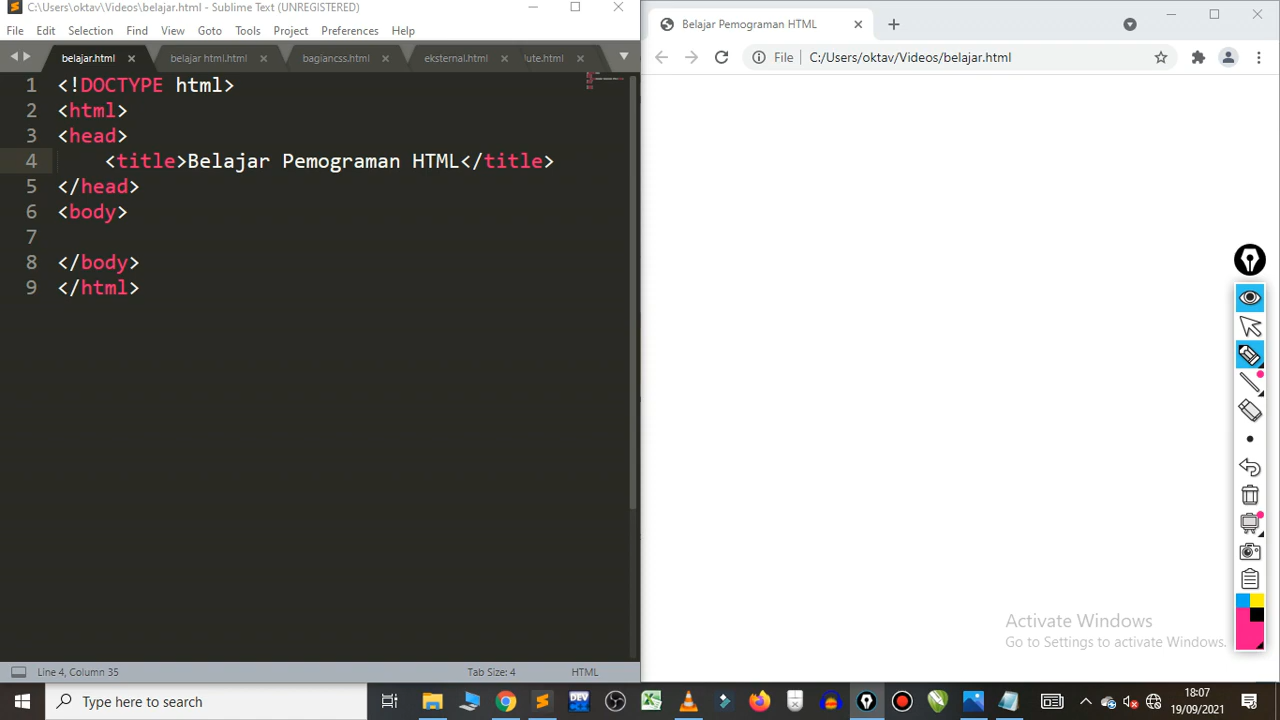 C:\Users\oktav\Videos\belajar.html - Sublime Text (UNREGISTERED)
File Edit Selection Find View Goto Tools Project Preferences Help
belajar.html belajar html.html bagiancss.html eksternal.html lute.html
1 <!DOCTYPE html>
2 <html>
3 <head>
4 <title>Belajar Pemograman HTML</title>
5 </head>
6 <body>
7
8 </body>
9 </html>
Line 4, Column 35 Tab Size: 4 HTML
Belajar Pemograman HTML
File C:/Users/oktav/Videos/belajar.html
Activate Windows
Go to Settings to activate Windows.
Type here to search
DEV
18:07
19/09/2021